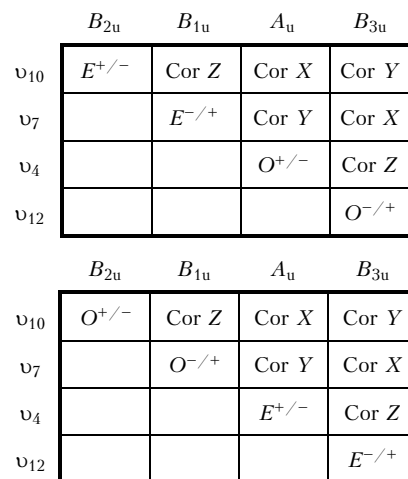 B₂ᵤ B₁ᵤ Aᵤ B₃ᵤ
υ₁₀ E⁺/⁻ Cor Z Cor X Cor Y
υ₇ E⁻/⁺ Cor Y Cor X
υ₄ O⁺/⁻ Cor Z
υ₁₂ O⁻/⁺
B₂ᵤ B₁ᵤ Aᵤ B₃ᵤ
υ₁₀ O⁺/⁻ Cor Z Cor X Cor Y
υ₇ O⁻/⁺ Cor Y Cor X
υ₄ E⁺/⁻ Cor Z
υ₁₂ E⁻/⁺